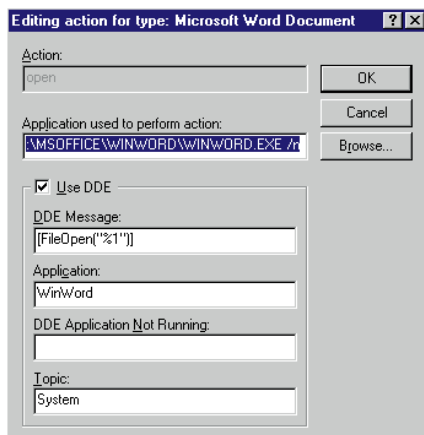 Editing action for type: Microsoft Word Document
Action:
open
OK
Application used to perform action:
Cancel
:\MSOFFICE\WINWORD\WINWORD.EXE /n
Browse...
Use DDE
DDE Message:
[FileOpen("%1")]
Application:
WinWord
DDE Application Not Running:
Topic:
System